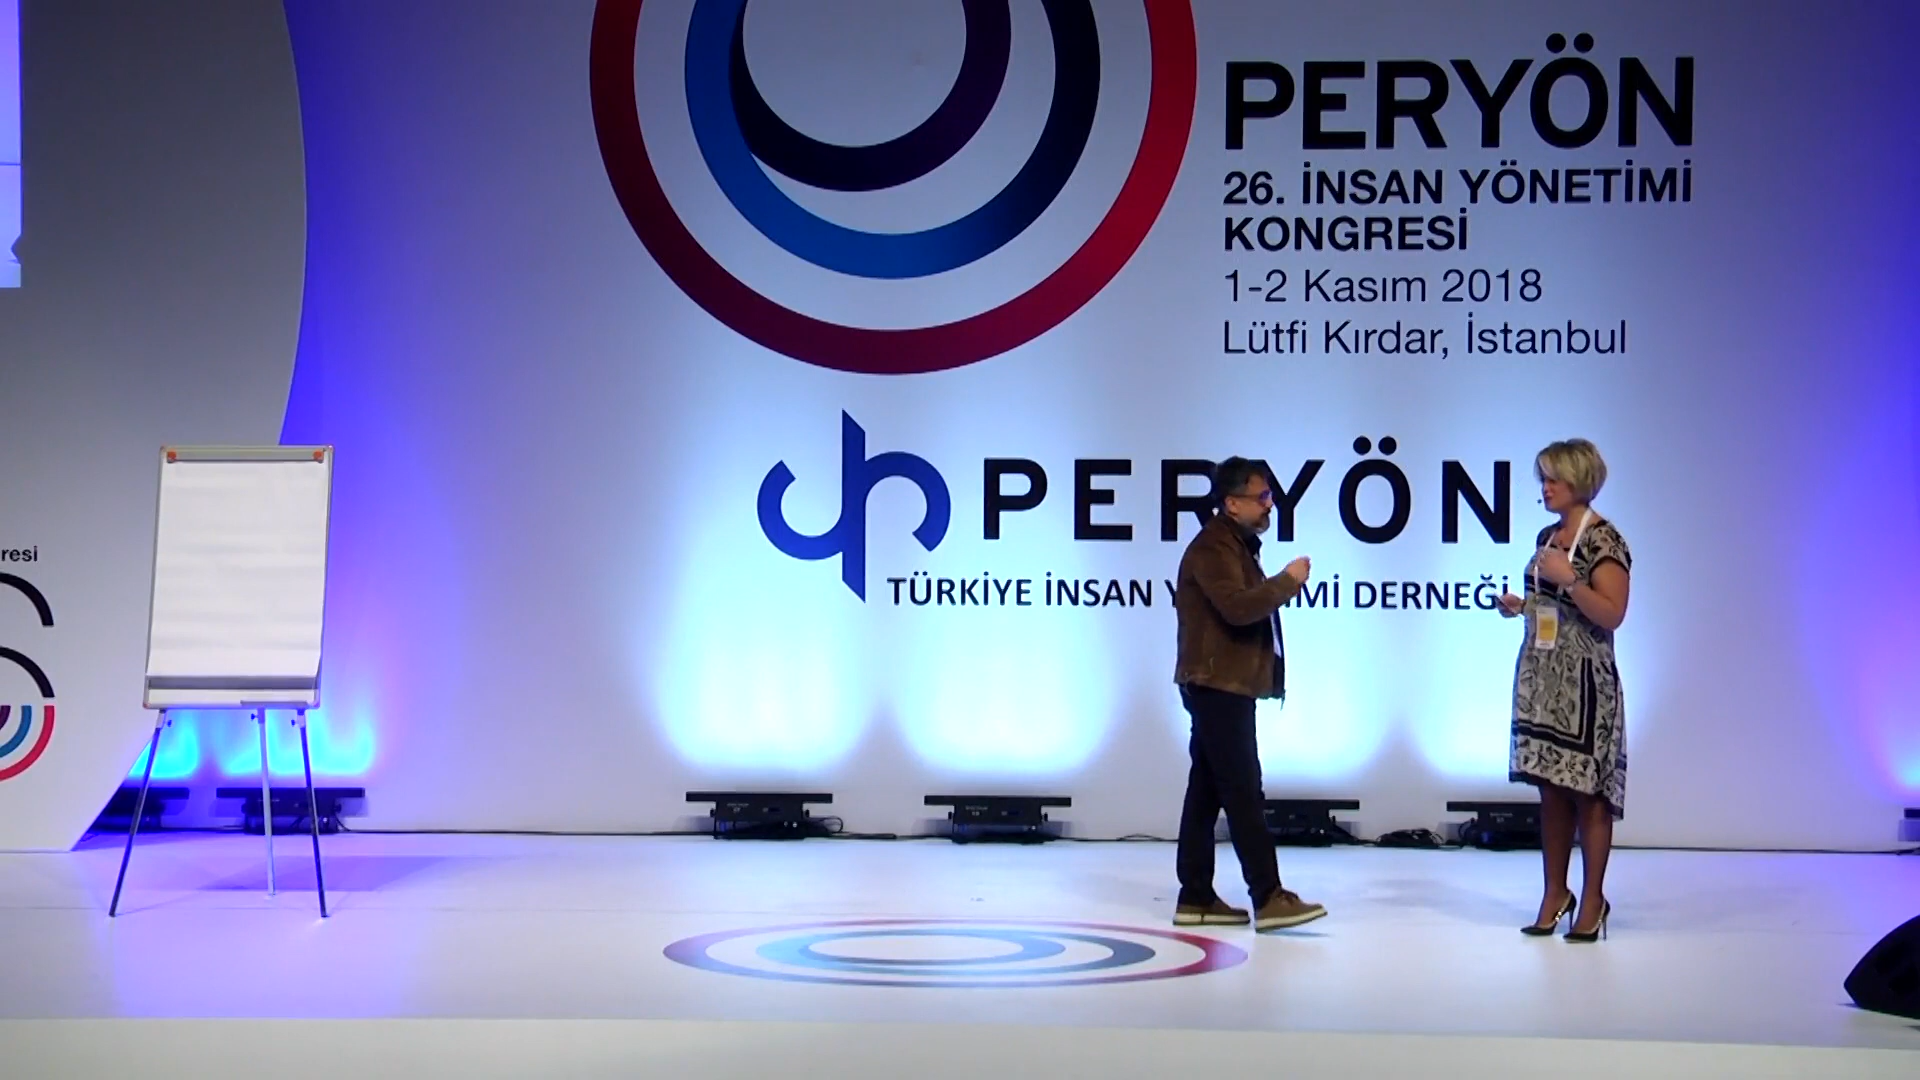 PERYÖN
26. İNSAN YÖNETİMİ
KONGRESİ
1-2 Kasım 2018
Lütfi Kırdar, İstanbul
PERYÖN
TÜRKİYE İNSAN Y Mİ DERNEĞİ
resi